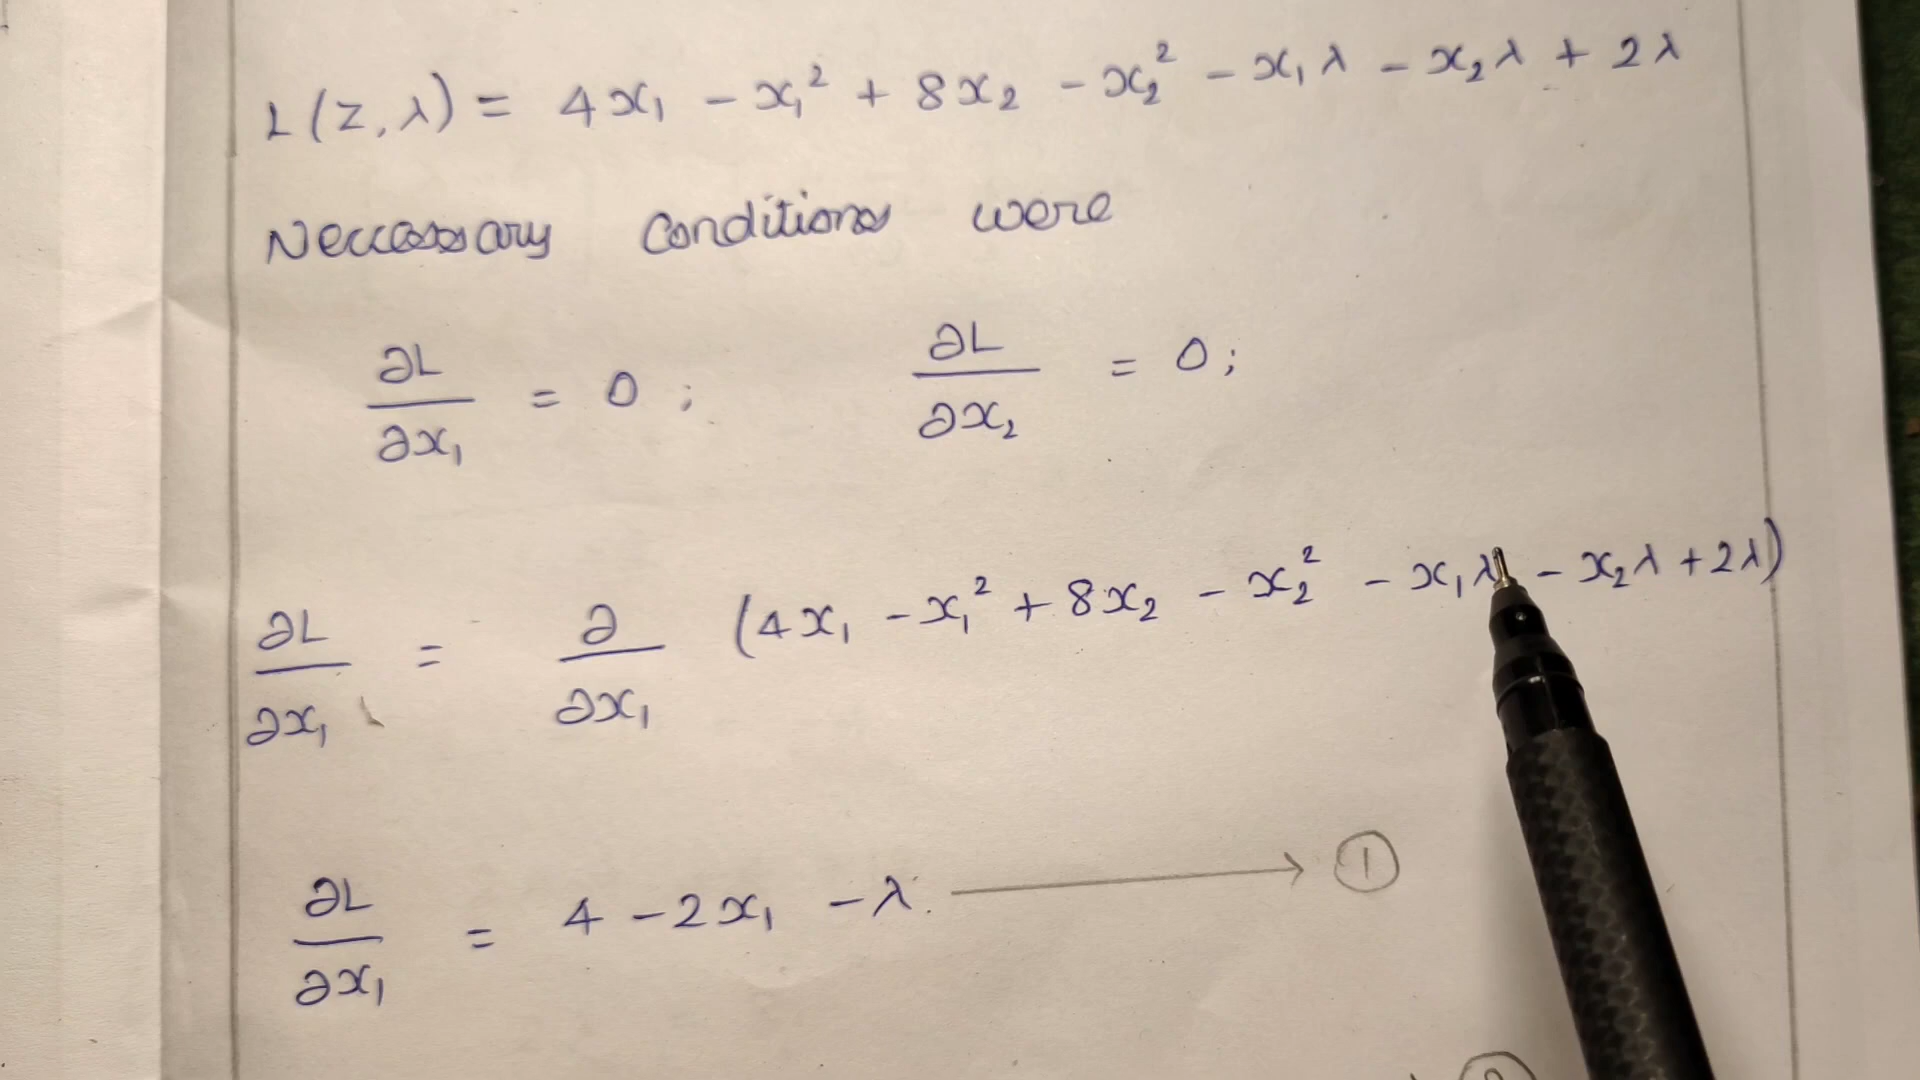 L(Z,λ) = 4x₁ - x₁² + 8x₂ - x₂² - x₁λ - x₂λ + 2λ
Neccessary Conditions were
∂L/∂x₁ = 0 ; ∂L/∂x₂ = 0;
∂L/∂x₁ = ∂/∂x₁ (4x₁ - x₁² + 8x₂ - x₂² - x₁λ - x₂λ + 2λ)
∂L/∂x₁ = 4 - 2x₁ - λ. → ①